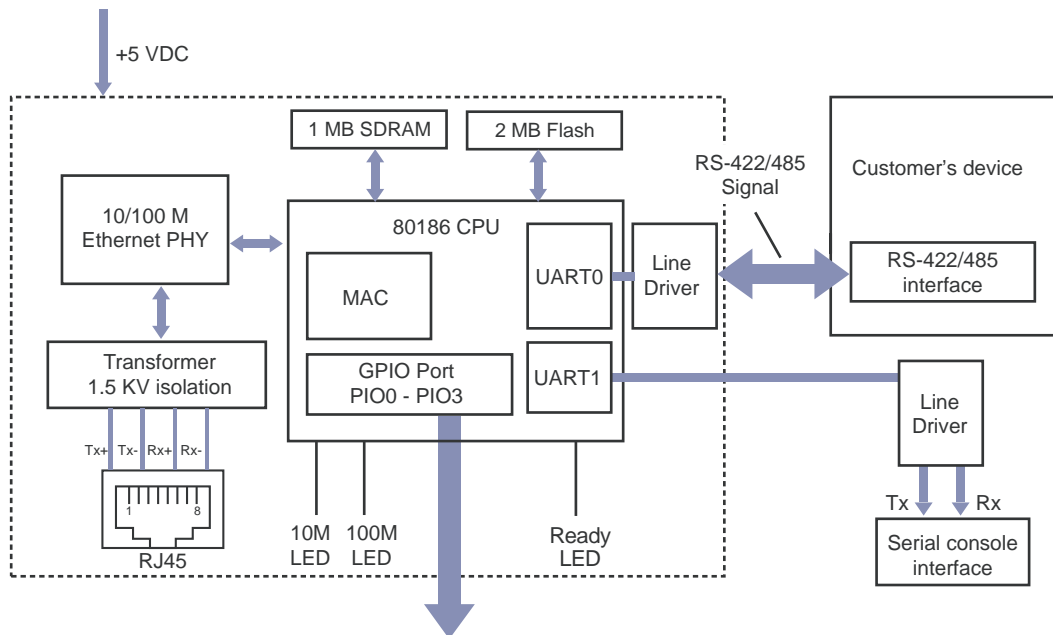 +5 VDC
1 MB SDRAM
2 MB Flash
RS-422/485
Signal
Customer's device
10/100 M
Ethernet PHY
80186 CPU
MAC
UART0
Line
Driver
RS-422/485
interface
Transformer
1.5 KV isolation
GPIO Port
PIO0 - PIO3
UART1
Line
Driver
Tx+
Tx-
Rx+
Rx-
1
8
RJ45
10M
LED
100M
LED
Ready
LED
Tx
Rx
Serial console
interface